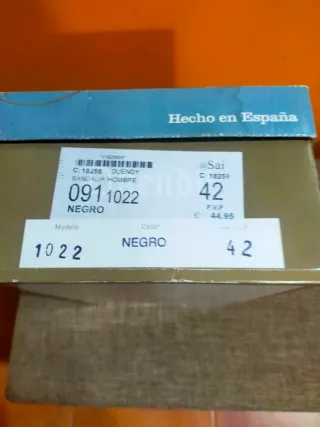 Hecho en España
@Sai
C: 18258 DUENDY C: 18258
SANDALIA HOMBRE
091 1022 42
NEGRO P.V.P
€ 44,95
Modelo Color
1022 NEGRO 42